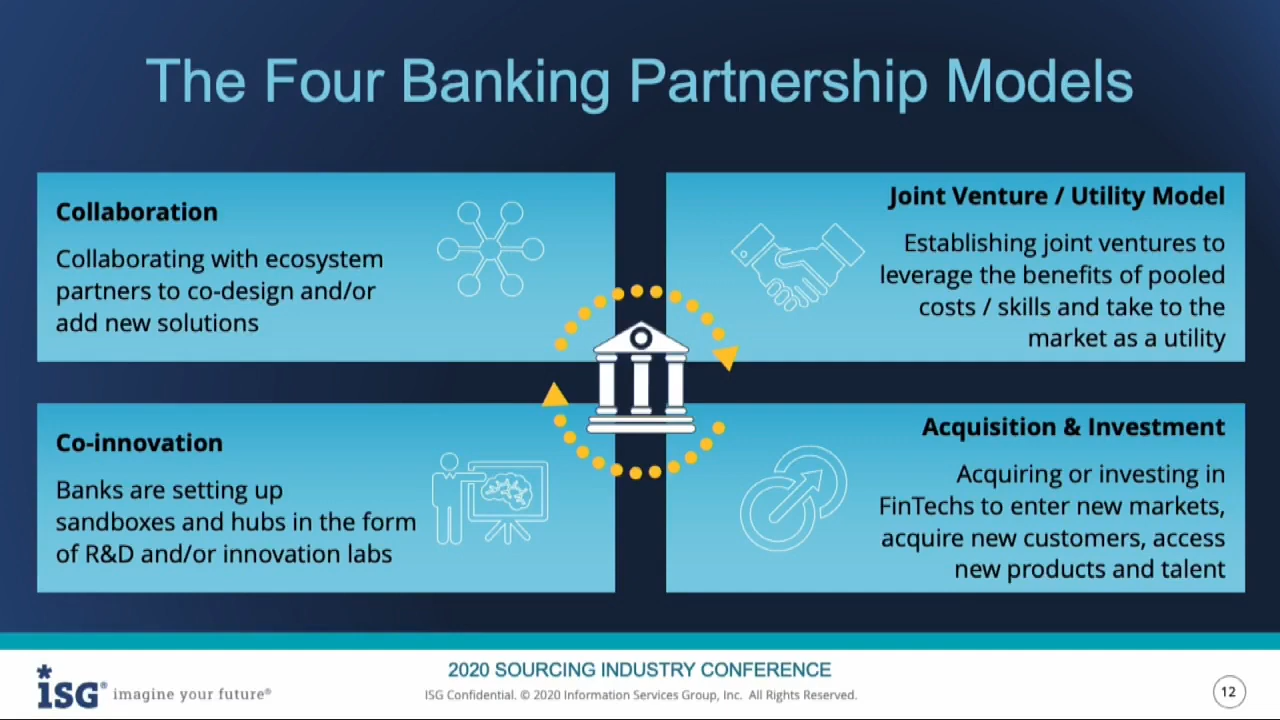 The Four Banking Partnership Models
Collaboration
Collaborating with ecosystem
partners to co-design and/or
add new solutions
Joint Venture / Utility Model
Establishing joint ventures to
leverage the benefits of pooled
costs / skills and take to the
market as a utility
Co-innovation
Banks are setting up
sandboxes and hubs in the form
of R&D and/or innovation labs
Acquisition & Investment
Acquiring or investing in
FinTechs to enter new markets,
acquire new customers, access
new products and talent
*ISG® imagine your future®
2020 SOURCING INDUSTRY CONFERENCE
ISG Confidential. © 2020 Information Services Group, Inc. All Rights Reserved.
12